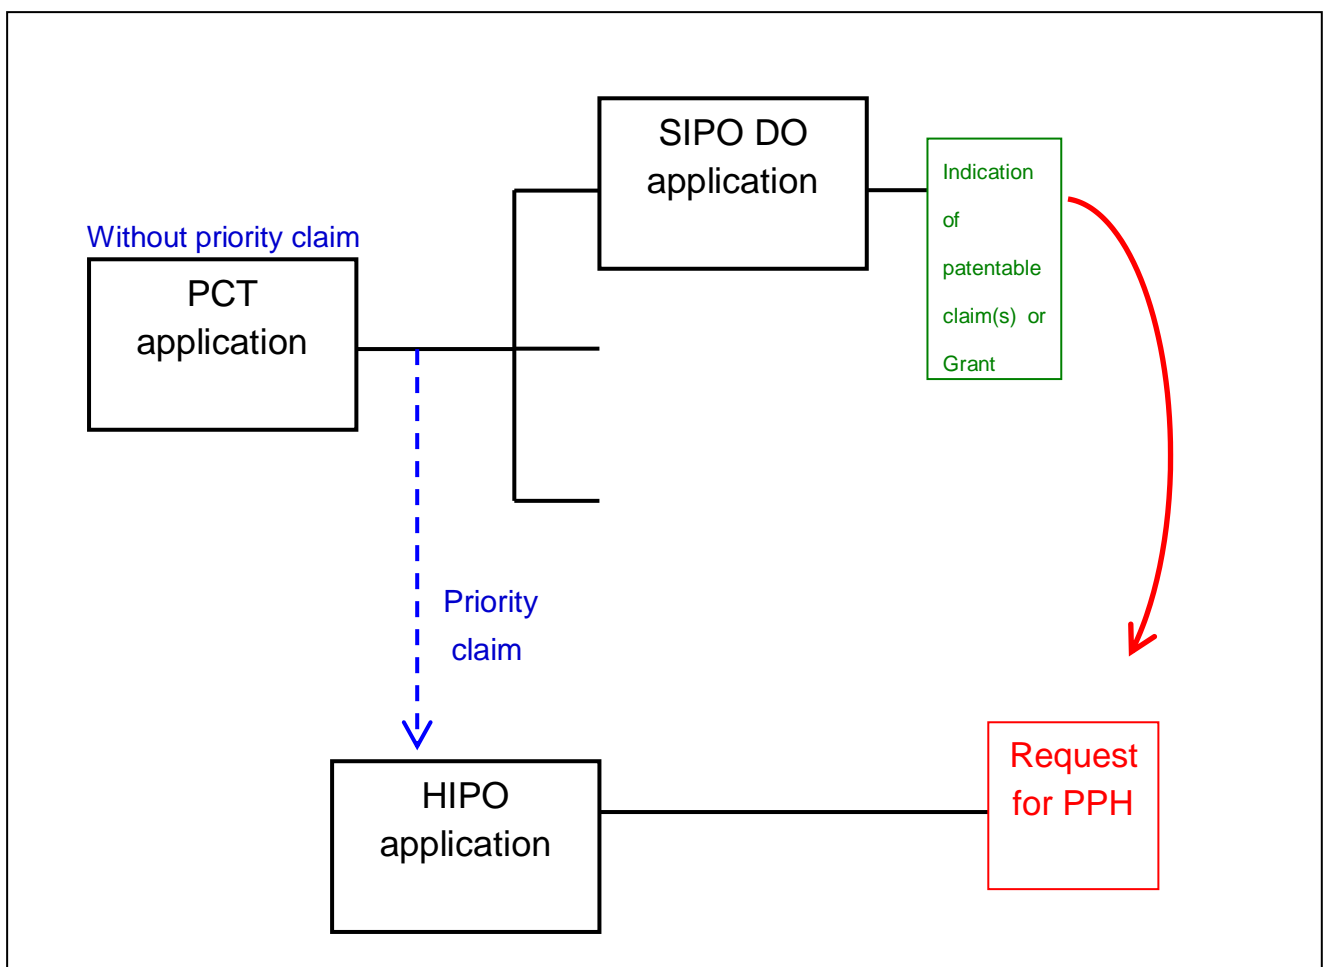 SIPO DO
application
Indication
of
patentable
claim(s) or
Grant
Without priority claim
PCT
application
Priority
claim
HIPO
application
Request
for PPH